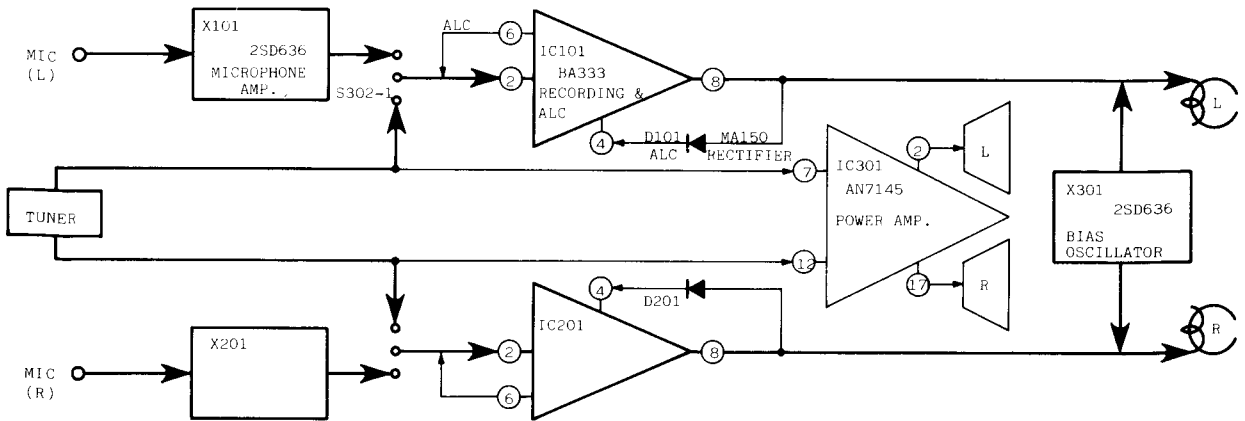 MIC
(L)
X101
2SD636
MICROPHONE
AMP.
S302-1
ALC
6
2
IC101
BA333
RECORDING &
ALC
8
4
D101
ALC
MA150
RECTIFIER
L
TUNER
7
12
IC301
AN7145
POWER AMP.
2
L
17
R
X301
2SD636
BIAS
OSCILLATOR
MIC
(R)
X201
2
6
IC201
4
D201
8
R